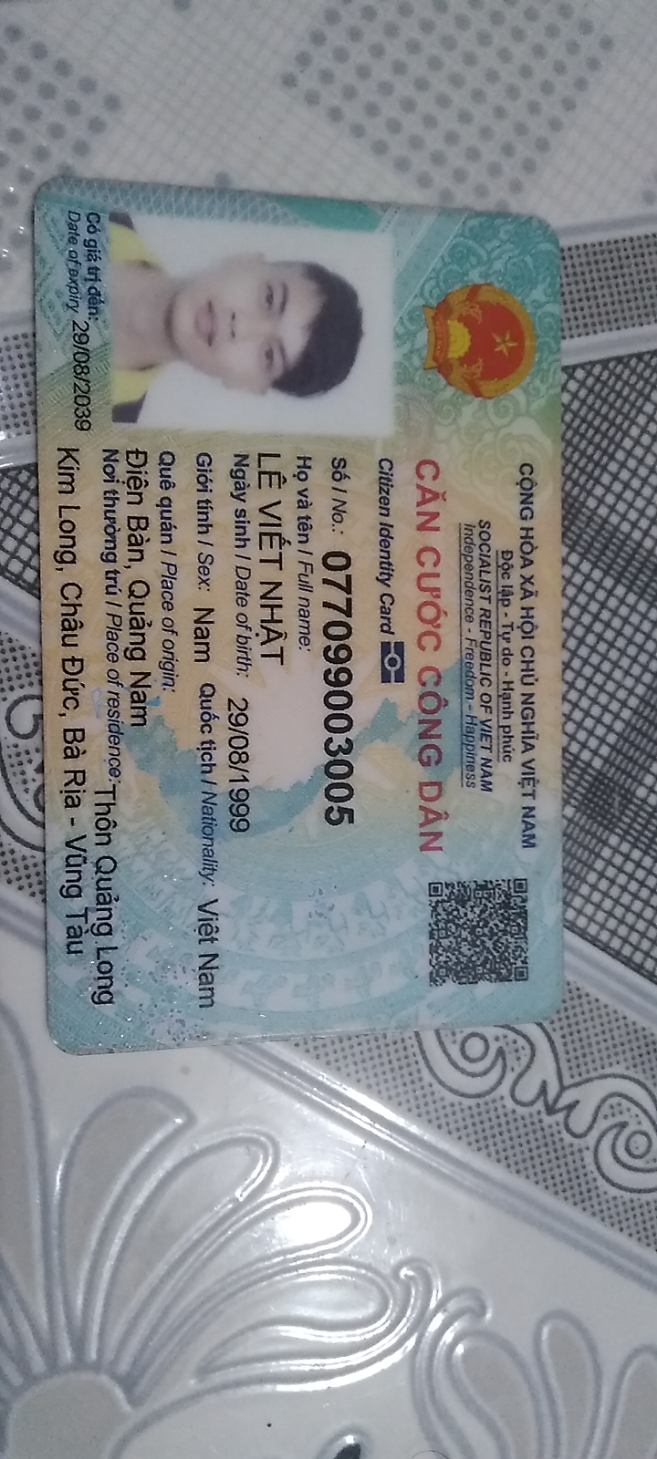 CỘNG HÒA XÃ HỘI CHỦ NGHĨA VIỆT NAM
Độc lập - Tự do - Hạnh phúc
SOCIALIST REPUBLIC OF VIET NAM
Independence - Freedom - Happiness
CĂN CƯỚC CÔNG DÂN
Citizen Identity Card
Số / No.: 077099003005
Họ và tên / Full name:
LÊ VIẾT NHẬT
Ngày sinh / Date of birth: 29/08/1999
Giới tính / Sex: Nam Quốc tịch / Nationality: Việt Nam
Quê quán / Place of origin:
Điện Bàn, Quảng Nam
Nơi thường trú / Place of residence: Thôn Quảng Long
Kim Long, Châu Đức, Bà Rịa - Vũng Tàu
Có giá trị đến:
Date of expiry 29/08/2039